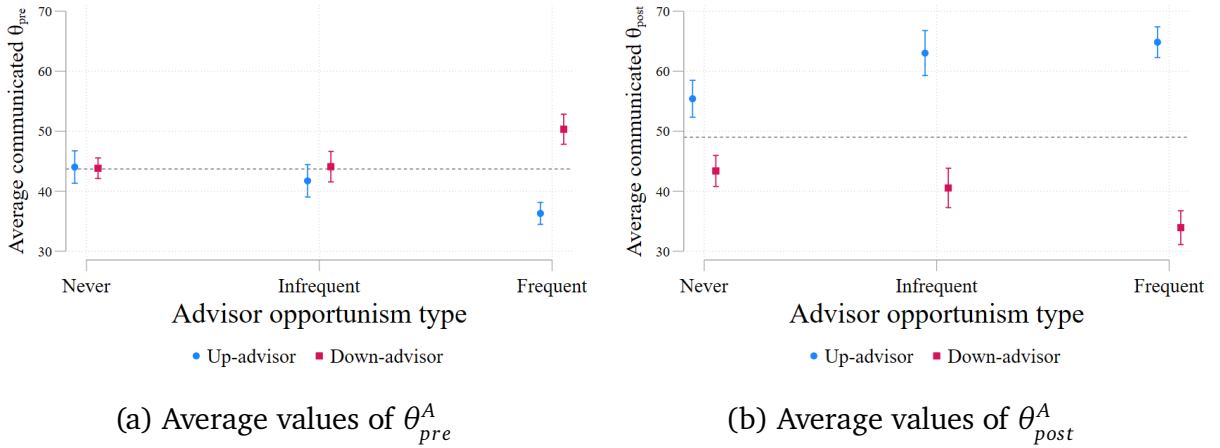 Average communicated θpre
70
60
50
40
30
Never Infrequent Frequent
Advisor opportunism type
Up-advisor Down-advisor
(a) Average values of θ^A_pre
Average communicated θpost
70
60
50
40
30
Never Infrequent Frequent
Advisor opportunism type
Up-advisor Down-advisor
(b) Average values of θ^A_post